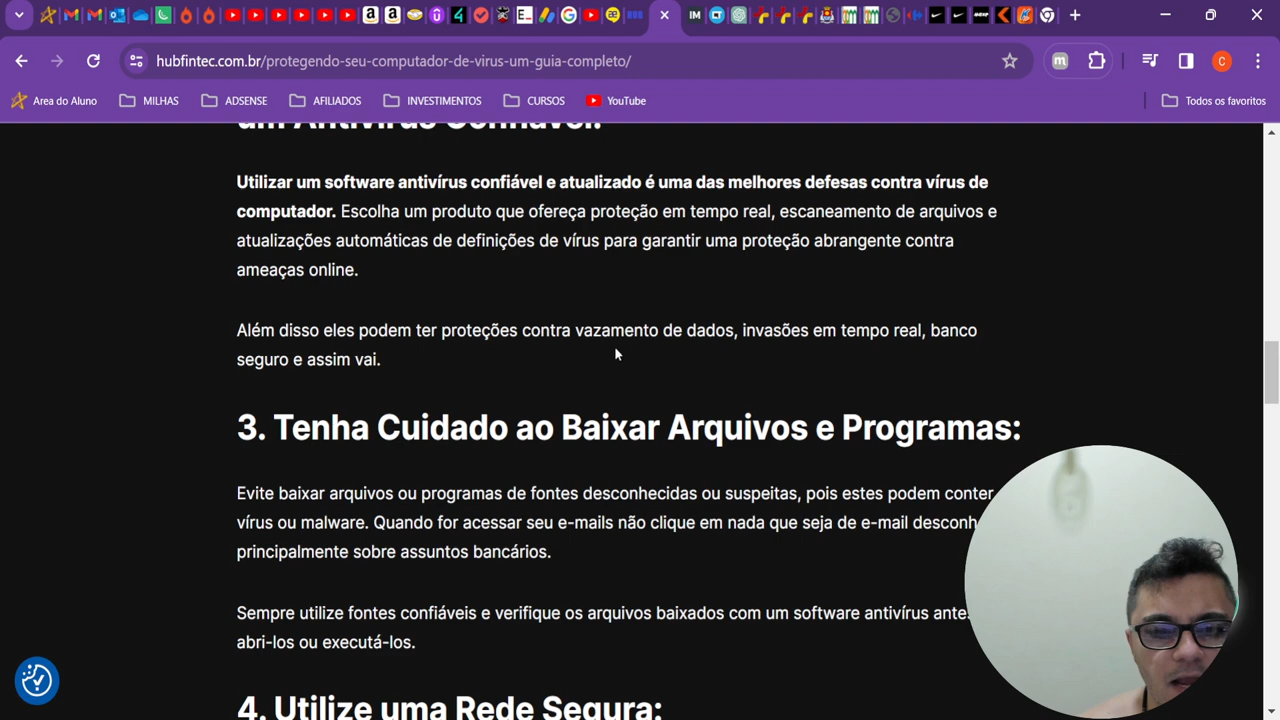 hubfintec.com.br/protegendo-seu-computador-de-virus-um-guia-completo/
C
Area do Aluno
MILHAS
ADSENSE
AFILIADOS
INVESTIMENTOS
CURSOS
YouTube
Todos os favoritos
um Antivírus Confiável:
Utilizar um software antivírus confiável e atualizado é uma das melhores defesas contra vírus de
computador. Escolha um produto que ofereça proteção em tempo real, escaneamento de arquivos e
atualizações automáticas de definições de vírus para garantir uma proteção abrangente contra
ameaças online.
Além disso eles podem ter proteções contra vazamento de dados, invasões em tempo real, banco
seguro e assim vai.
3. Tenha Cuidado ao Baixar Arquivos e Programas:
Evite baixar arquivos ou programas de fontes desconhecidas ou suspeitas, pois estes podem conter
vírus ou malware. Quando for acessar seu e-mails não clique em nada que seja de e-mail desconh
principalmente sobre assuntos bancários.
Sempre utilize fontes confiáveis e verifique os arquivos baixados com um software antivírus antes
abri-los ou executá-los.
4. Utilize uma Rede Segura: